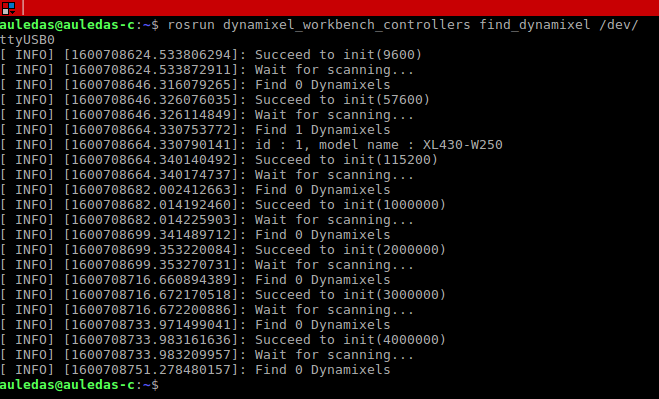 auledas@auledas-c:~$ rosrun dynamixel_workbench_controllers find_dynamixel /dev/
ttyUSB0
[ INFO] [1600708624.533806294]: Succeed to init(9600)
[ INFO] [1600708624.533872911]: Wait for scanning...
[ INFO] [1600708646.316079265]: Find 0 Dynamixels
[ INFO] [1600708646.326076035]: Succeed to init(57600)
[ INFO] [1600708646.326114849]: Wait for scanning...
[ INFO] [1600708664.330753772]: Find 1 Dynamixels
[ INFO] [1600708664.330790141]: id : 1, model name : XL430-W250
[ INFO] [1600708664.340140492]: Succeed to init(115200)
[ INFO] [1600708664.340174737]: Wait for scanning...
[ INFO] [1600708682.002412663]: Find 0 Dynamixels
[ INFO] [1600708682.014192460]: Succeed to init(1000000)
[ INFO] [1600708682.014225903]: Wait for scanning...
[ INFO] [1600708699.341489712]: Find 0 Dynamixels
[ INFO] [1600708699.353220084]: Succeed to init(2000000)
[ INFO] [1600708699.353270731]: Wait for scanning...
[ INFO] [1600708716.660894389]: Find 0 Dynamixels
[ INFO] [1600708716.672170518]: Succeed to init(3000000)
[ INFO] [1600708716.672200886]: Wait for scanning...
[ INFO] [1600708733.971499041]: Find 0 Dynamixels
[ INFO] [1600708733.983161636]: Succeed to init(4000000)
[ INFO] [1600708733.983209957]: Wait for scanning...
[ INFO] [1600708751.278480157]: Find 0 Dynamixels
auledas@auledas-c:~$